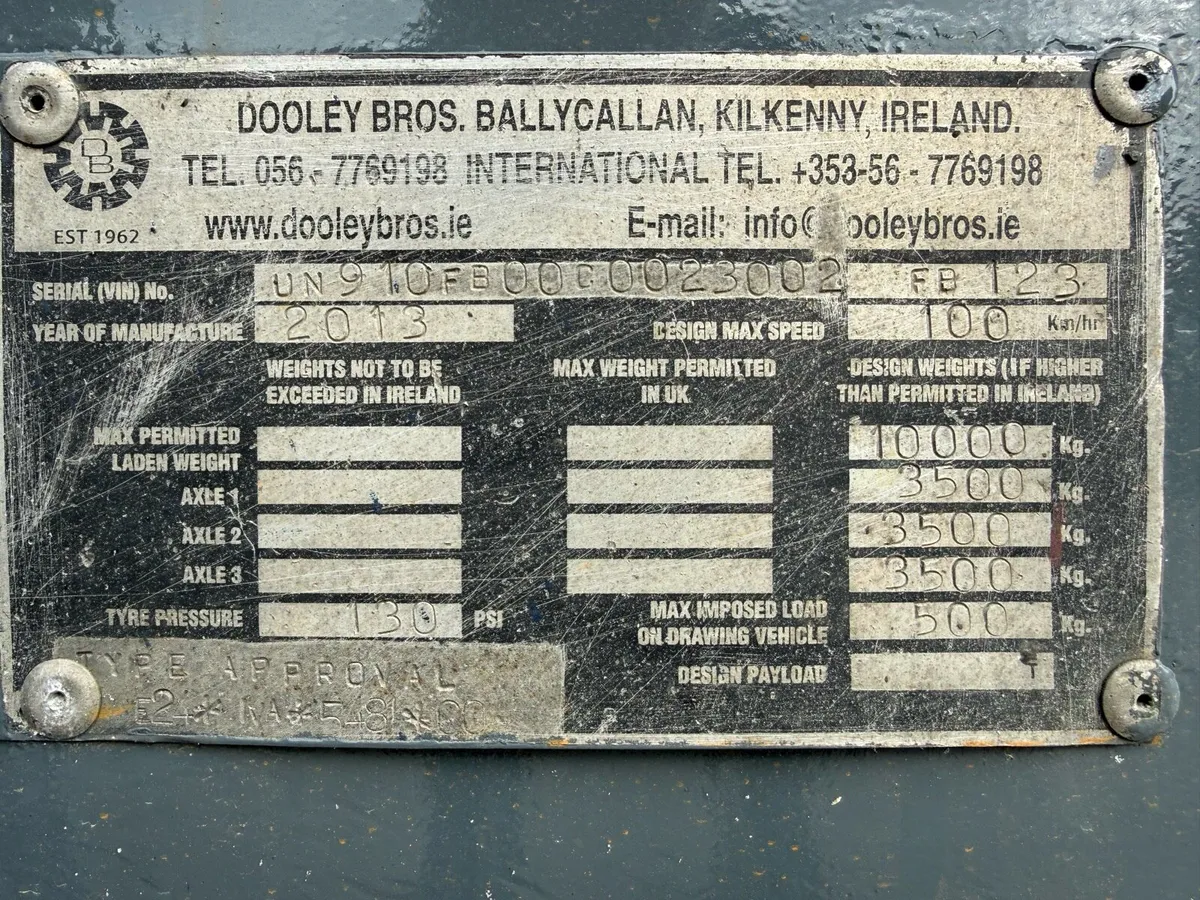 DOOLEY BROS. BALLYCALLAN, KILKENNY, IRELAND.
TEL. 056 - 7769198 INTERNATIONAL TEL. +353-56 - 7769198
DB
EST 1962
www.dooleybros.ie E-mail: info@dooleybros.ie
SERIAL (VIN) No. UN910FB00C0023002 FB 123
YEAR OF MANUFACTURE 2013 DESIGN MAX SPEED 100 Km/hr
WEIGHTS NOT TO BE EXCEEDED IN IRELAND
MAX WEIGHT PERMITTED IN UK
DESIGN WEIGHTS (IF HIGHER THAN PERMITTED IN IRELAND)
MAX PERMITTED LADEN WEIGHT 10000 Kg.
AXLE 1 3500 Kg.
AXLE 2 3500 Kg.
AXLE 3 3500 Kg.
TYRE PRESSURE 130 PSI
MAX IMPOSED LOAD ON DRAWING VEHICLE 500 Kg.
DESIGN PAYLOAD T
TYPE APPROVAL